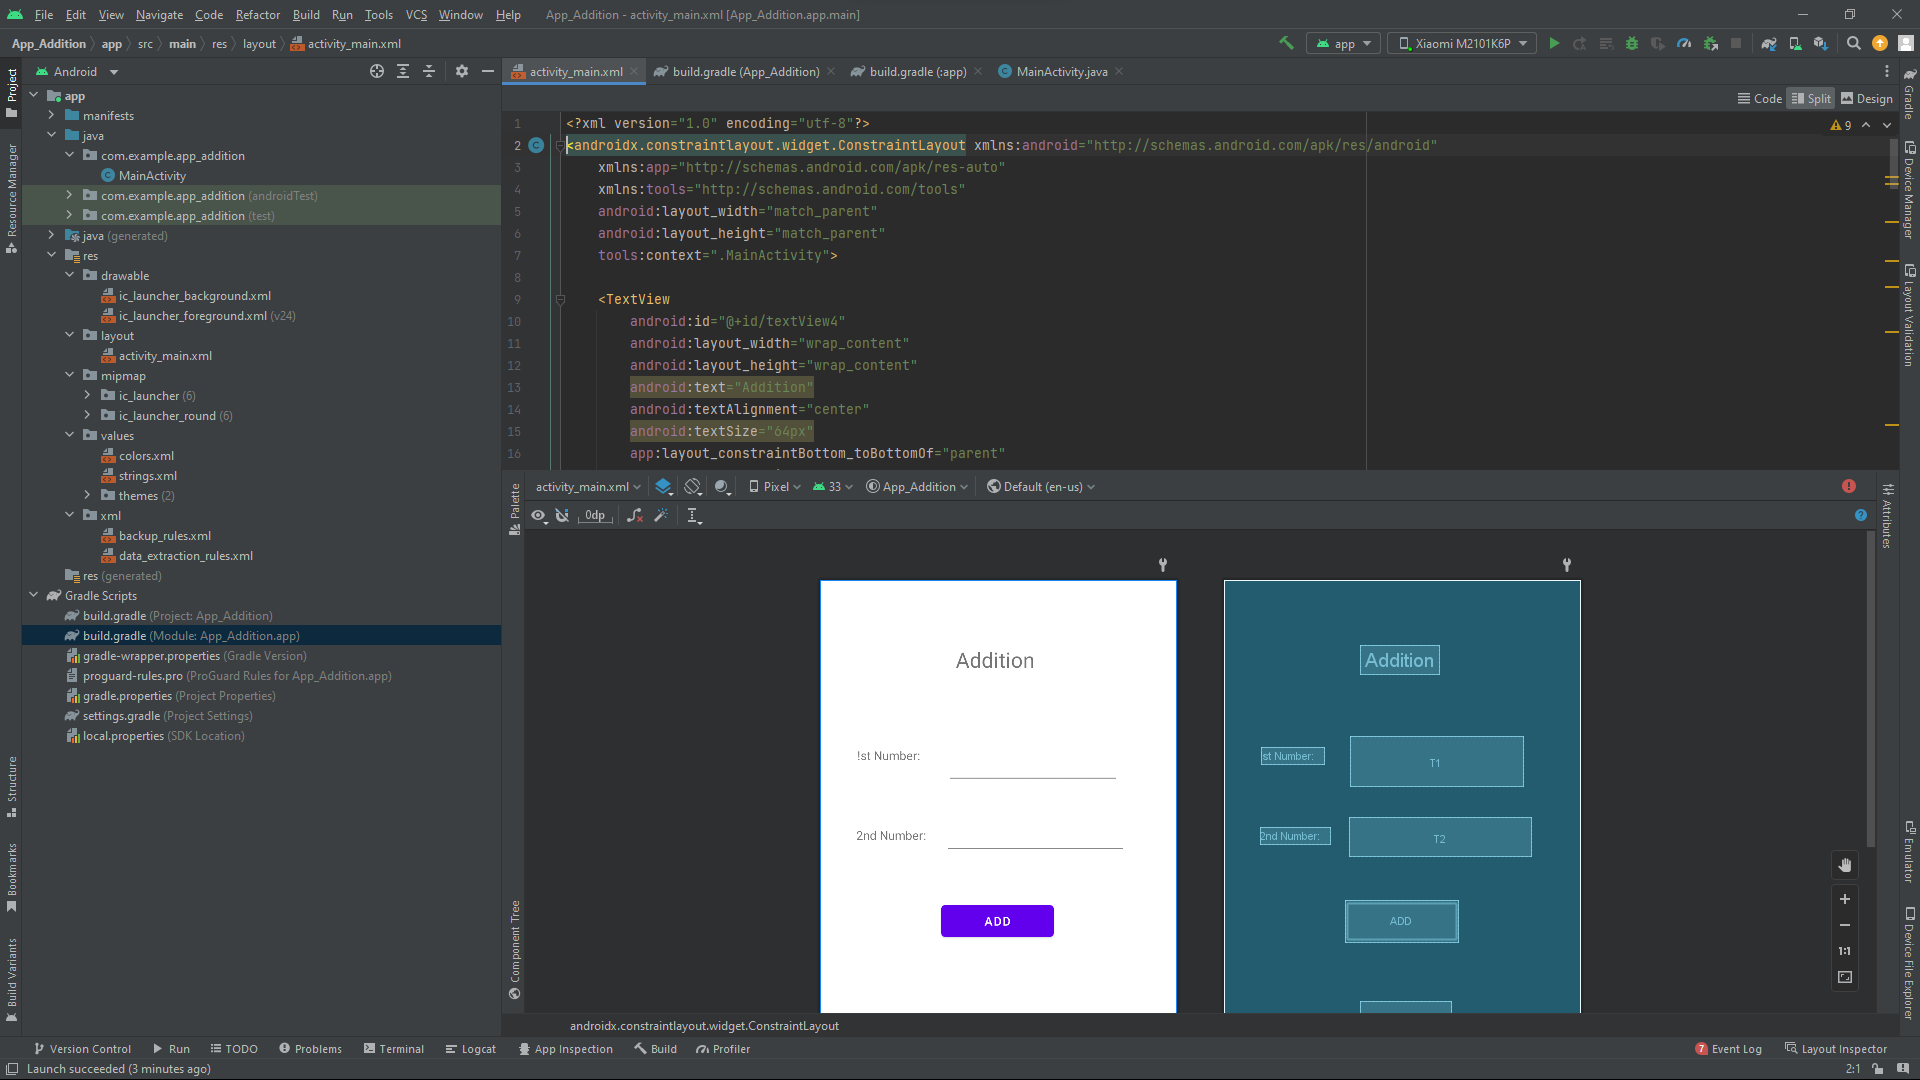 File Edit View Navigate Code Refactor Build Run Tools VCS Window Help App_Addition - activity_main.xml [App_Addition.app.main]
App_Addition app src main res layout activity_main.xml app Xiaomi M2101K6P
Android
activity_main.xml build.gradle (App_Addition) build.gradle (:app) MainActivity.java
Code Split Design
app
manifests
java
com.example.app_addition
MainActivity
com.example.app_addition (androidTest)
com.example.app_addition (test)
java (generated)
res
drawable
ic_launcher_background.xml
ic_launcher_foreground.xml (v24)
layout
activity_main.xml
mipmap
ic_launcher (6)
ic_launcher_round (6)
values
colors.xml
strings.xml
themes (2)
xml
backup_rules.xml
data_extraction_rules.xml
res (generated)
Gradle Scripts
build.gradle (Project: App_Addition)
build.gradle (Module: App_Addition.app)
gradle-wrapper.properties (Gradle Version)
proguard-rules.pro (ProGuard Rules for App_Addition.app)
gradle.properties (Project Properties)
settings.gradle (Project Settings)
local.properties (SDK Location)
Project
Resource Manager
Structure
Bookmarks
Build Variants
1 <?xml version="1.0" encoding="utf-8"?>
9
2 <androidx.constraintlayout.widget.ConstraintLayout xmlns:android="http://schemas.android.com/apk/res/android"
3 xmlns:app="http://schemas.android.com/apk/res-auto"
4 xmlns:tools="http://schemas.android.com/tools"
5 android:layout_width="match_parent"
6 android:layout_height="match_parent"
7 tools:context=".MainActivity">
8
9 <TextView
10 android:id="@+id/textView4"
11 android:layout_width="wrap_content"
12 android:layout_height="wrap_content"
13 android:text="Addition"
14 android:textAlignment="center"
15 android:textSize="64px"
16 app:layout_constraintBottom_toBottomOf="parent"
activity_main.xml Pixel 33 App_Addition Default (en-us)
0dp
Palette
Component Tree
Addition
!st Number:
2nd Number:
ADD
Addition
st Number:
T1
2nd Number:
T2
ADD
1:1
Gradle
Device Manager
Layout Validation
Attributes
Emulator
Device File Explorer
androidx.constraintlayout.widget.ConstraintLayout
Version Control Run TODO Problems Terminal Logcat App Inspection Build Profiler 7 Event Log Layout Inspector
Launch succeeded (3 minutes ago) 2:1